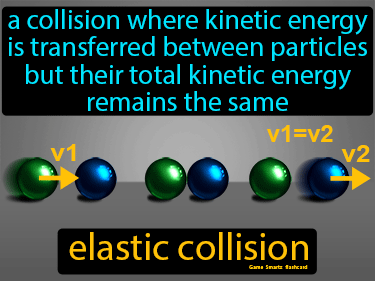 a collision where kinetic energy
is transferred between particles
but their total kinetic energy
remains the same
v1=v2
v1
v2
elastic collision
Game Smartz flashcard